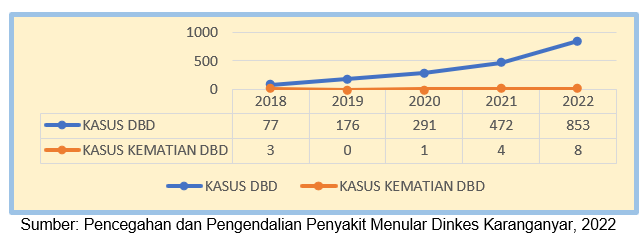 1000
500
0
2018 2019 2020 2021 2022
KASUS DBD 77 176 291 472 853
KASUS KEMATIAN DBD 3 0 1 4 8
KASUS DBD KASUS KEMATIAN DBD
Sumber: Pencegahan dan Pengendalian Penyakit Menular Dinkes Karanganyar, 2022